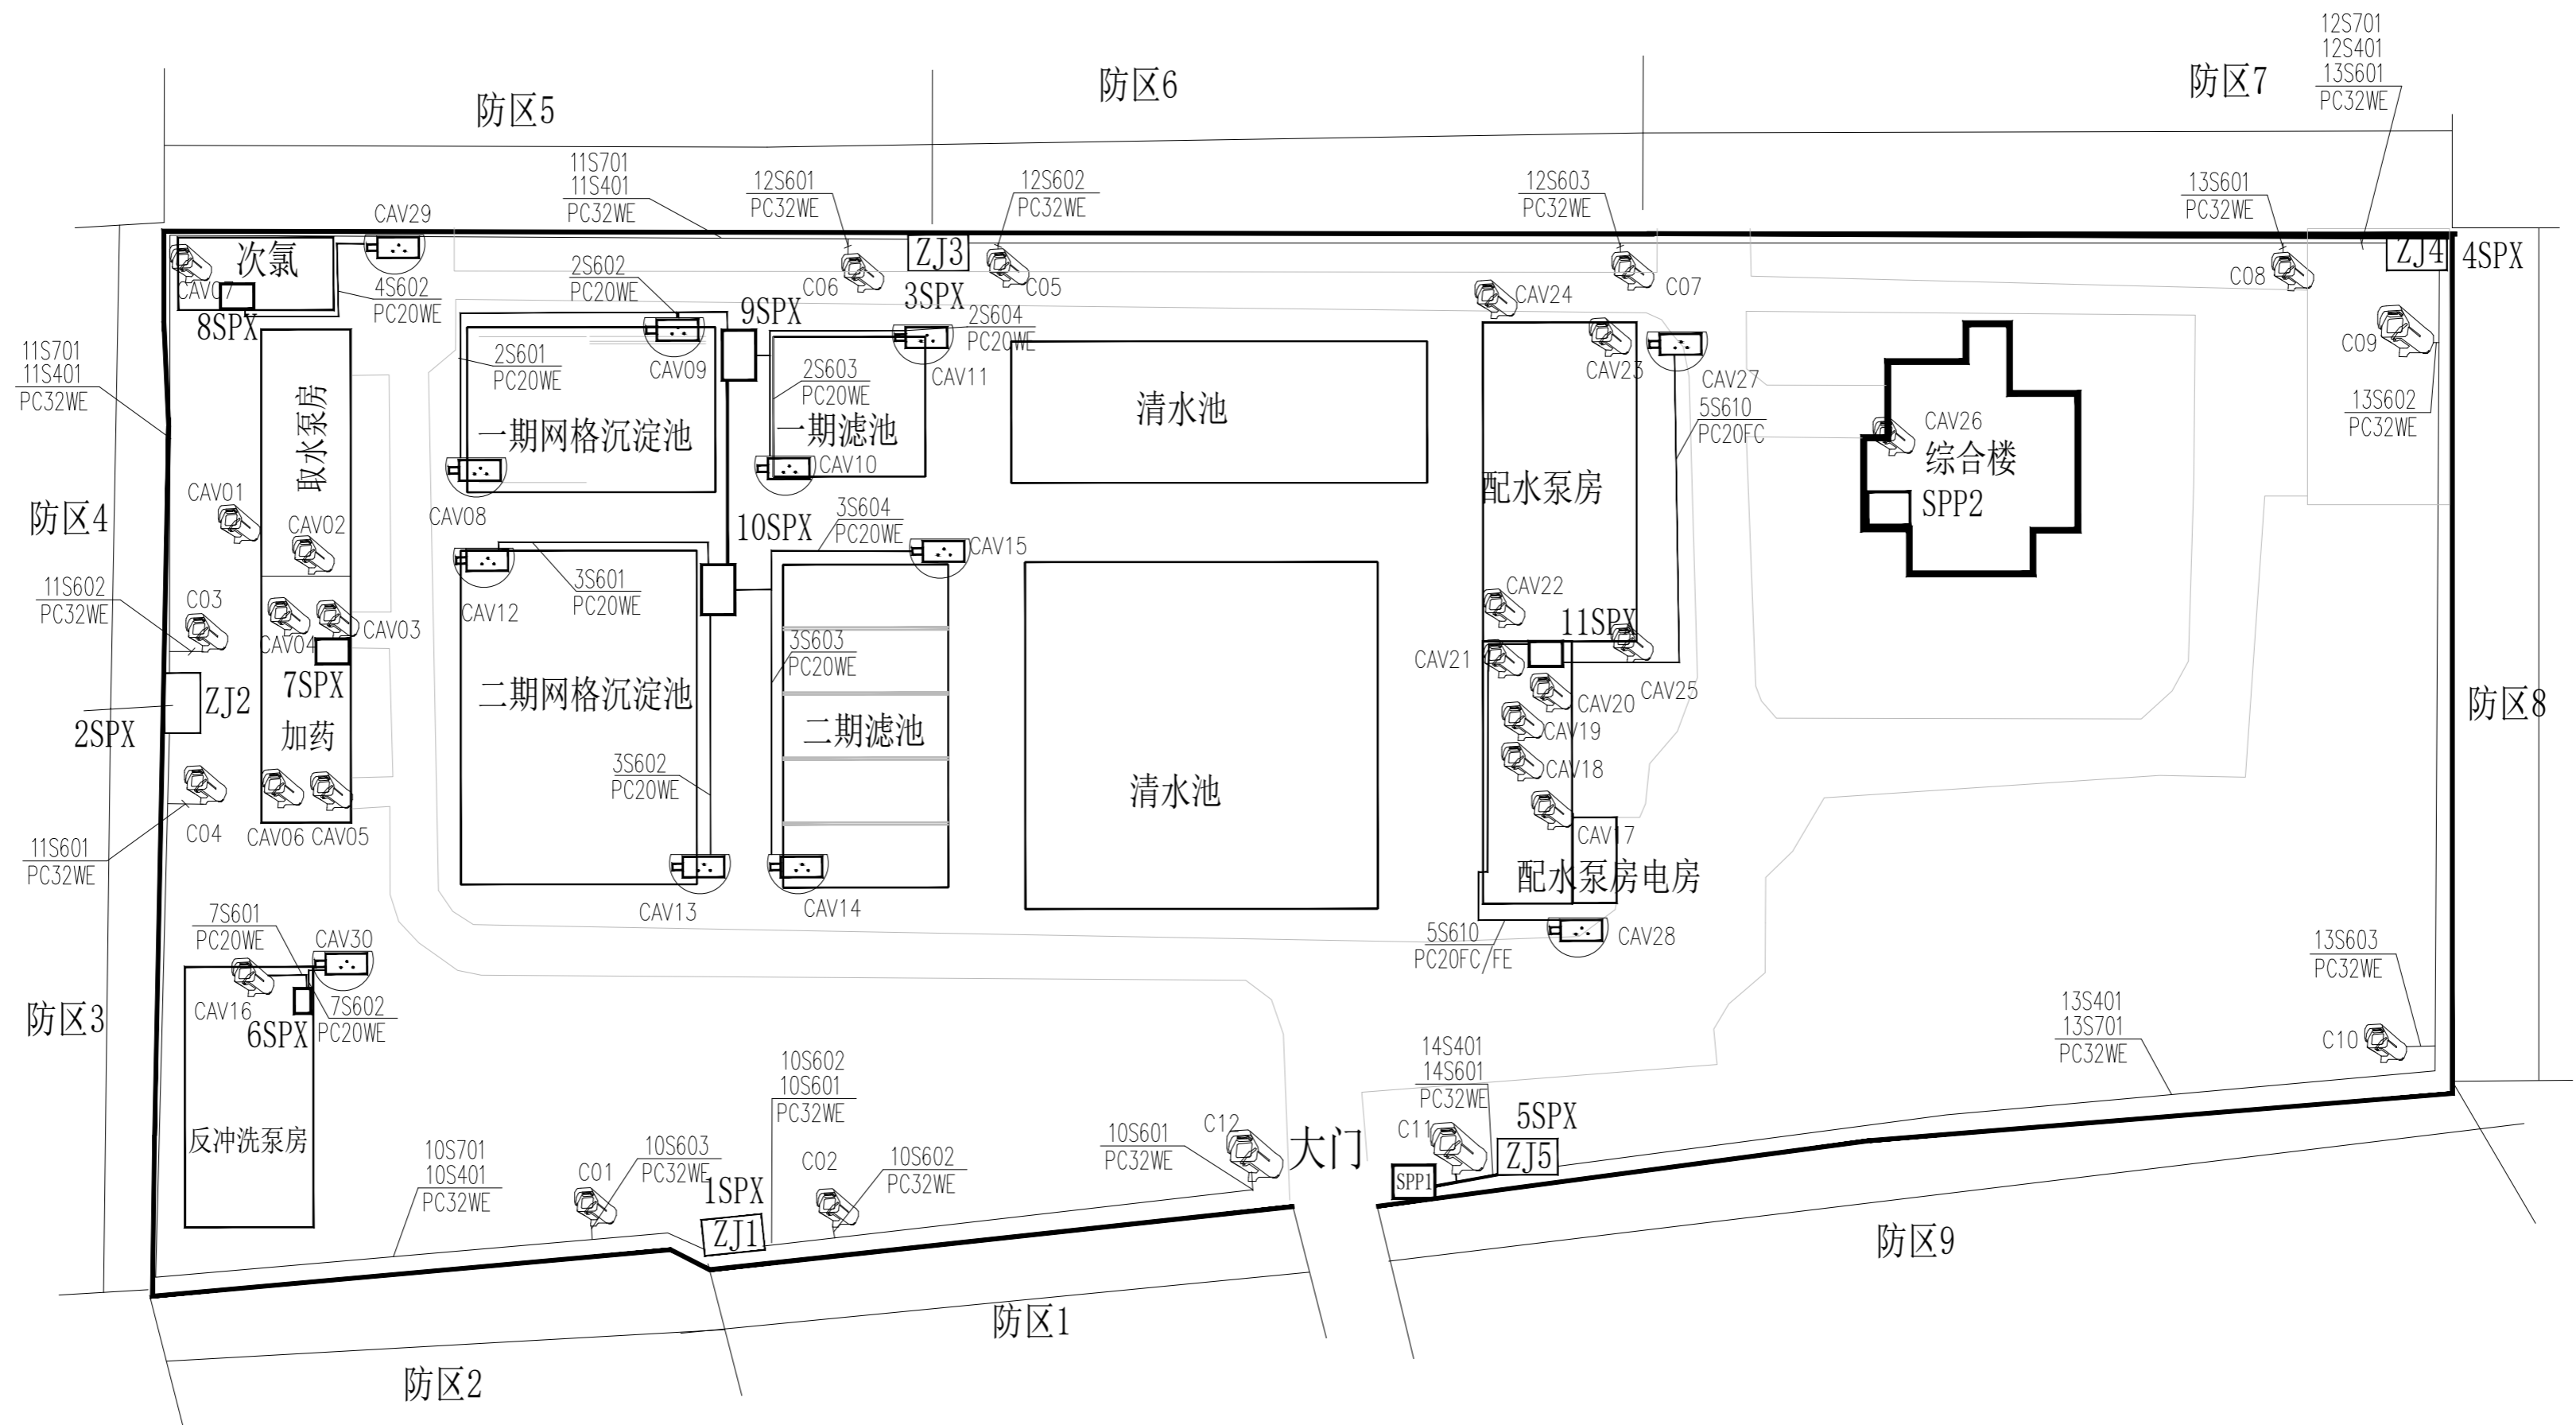 12S701
12S401
13S601
PC32WE
防区5
防区6
防区7
11S701
11S401
PC32WE
12S601
PC32WE
12S602
PC32WE
12S603
PC32WE
13S601
PC32WE
CAV29
次氯
CAV07
8SPX
4S602
PC20WE
2S602
PC20WE
C06
ZJ3
3SPX
C05
C07
C08
ZJ4
4SPX
C09
13S602
PC32WE
9SPX
2S604
PC20WE
CAV11
CAV09
2S601
PC20WE
2S603
PC20WE
一期网格沉淀池
一期滤池
CAV10
CAV08
清水池
CAV24
CAV23
CAV27
5S610
PC20FC
配水泵房
CAV26
综合楼
SPP2
11S701
11S401
PC32WE
取水泵房
防区4
CAV01
CAV02
11S602
PC32WE
C03
CAV04
CAV03
7SPX
加药
ZJ2
2SPX
10SPX
3S604
PC20WE
CAV15
CAV12
3S601
PC20WE
3S603
PC20WE
二期网格沉淀池
二期滤池
3S602
PC20WE
清水池
CAV22
11SPX
CAV21
CAV25
CAV20
CAV19
CAV18
CAV17
配水泵房电房
防区8
C04
CAV06
CAV05
11S601
PC32WE
CAV13
CAV14
CAV28
5S610
PC20FC/FE
7S601
PC20WE
CAV30
CAV16
6SPX
7S602
PC20WE
防区3
反冲洗泵房
13S603
PC32WE
C10
13S401
13S701
PC32WE
10S602
10S601
PC32WE
14S401
14S601
PC32WE
5SPX
C11
C12
大门
ZJ5
SPP1
10S601
PC32WE
10S701
10S401
PC32WE
C01
10S603
PC32WE
1SPX
ZJ1
C02
10S602
PC32WE
防区9
防区1
防区2